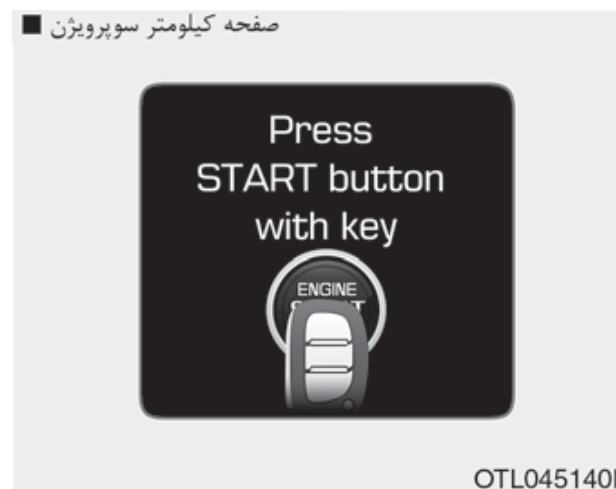 ■ صفحه کیلومتر سوپرویژن
Press
START button
with key
ENGINE
OTL045140